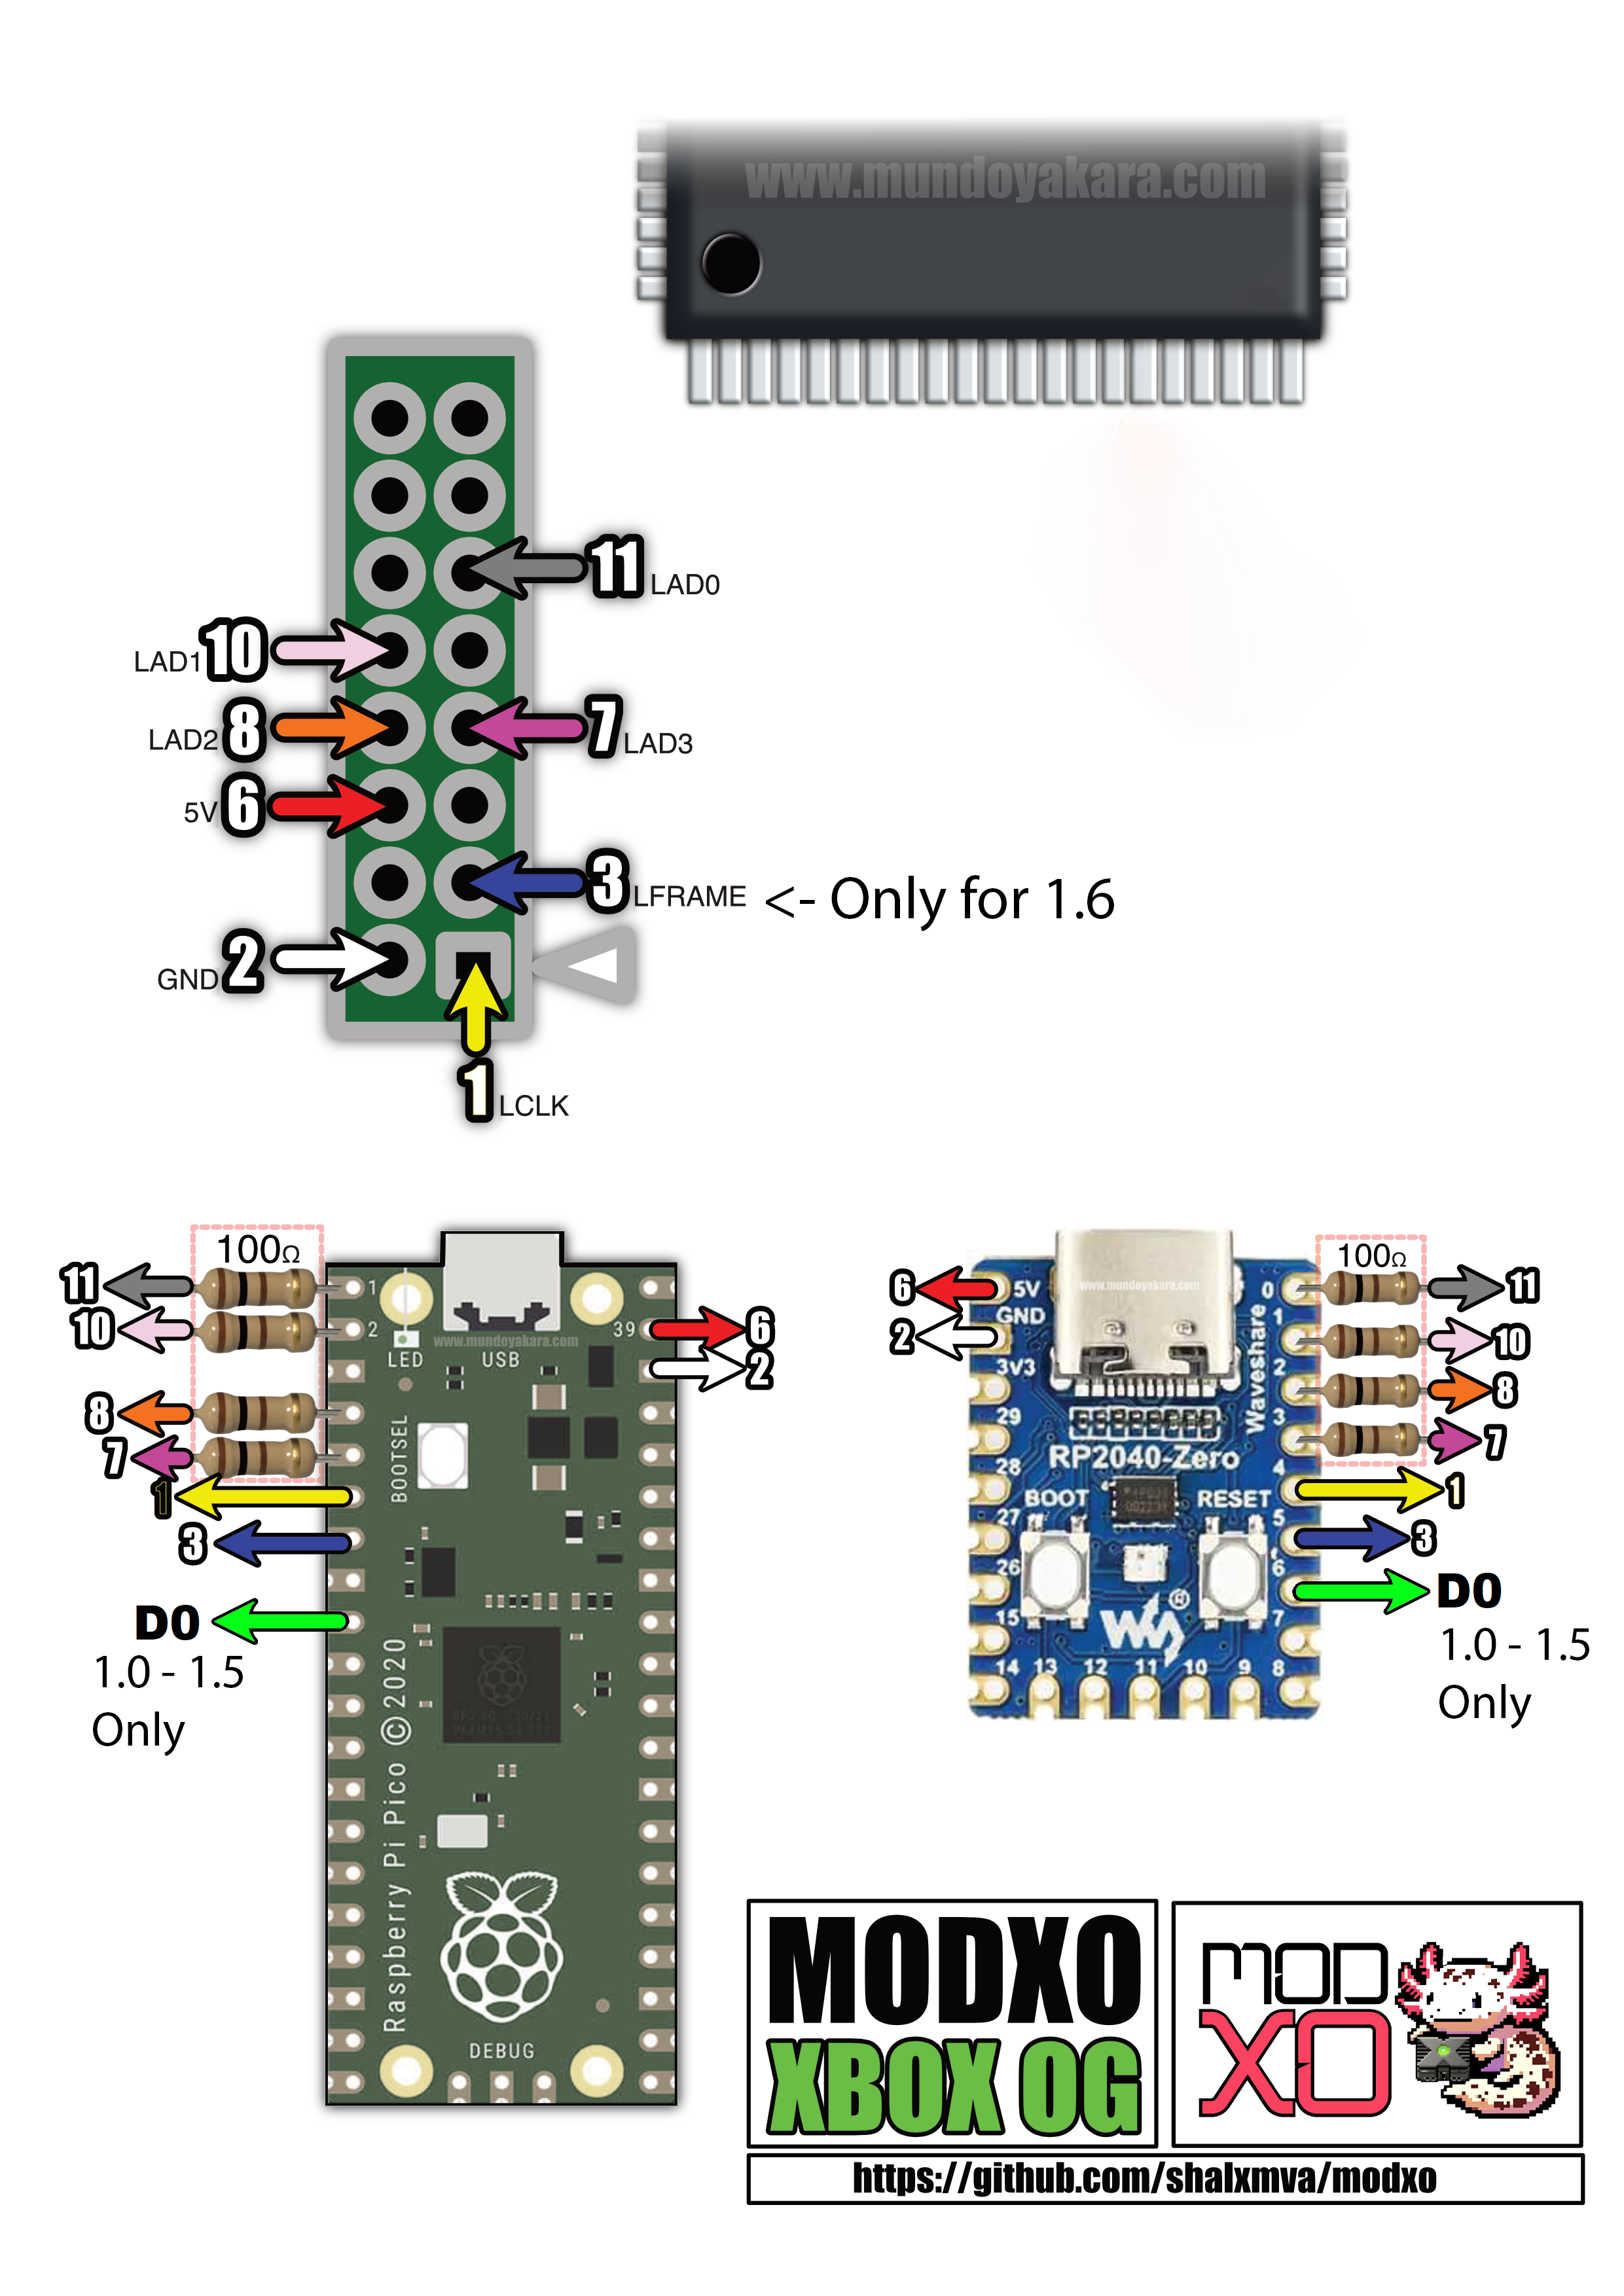 www.mundoyakara.com
11 LAD0
LAD1 10
LAD2 8
7 LAD3
5V 6
3 LFRAME <- Only for 1.6
GND 2
1 LCLK
100Ω
11
10
8
7
1
3
D0
1.0 - 1.5
Only
1
2
LED
USB
www.mundoyakara.com
39
6
2
BOOTSEL
Raspberry Pi Pico ©2020
DEBUG
6
2
5V
GND
3V3
29
28
27
26
15
14
13
12
11
10
9
8
0
1
2
3
4
5
6
7
www.mundoyakara.com
Waveshare
RP2040-Zero
BOOT
RESET
®
100Ω
11
10
8
7
1
3
D0
1.0 - 1.5
Only
MODXO
XBOX OG
MOD
XO
https://github.com/shalxmva/modxo